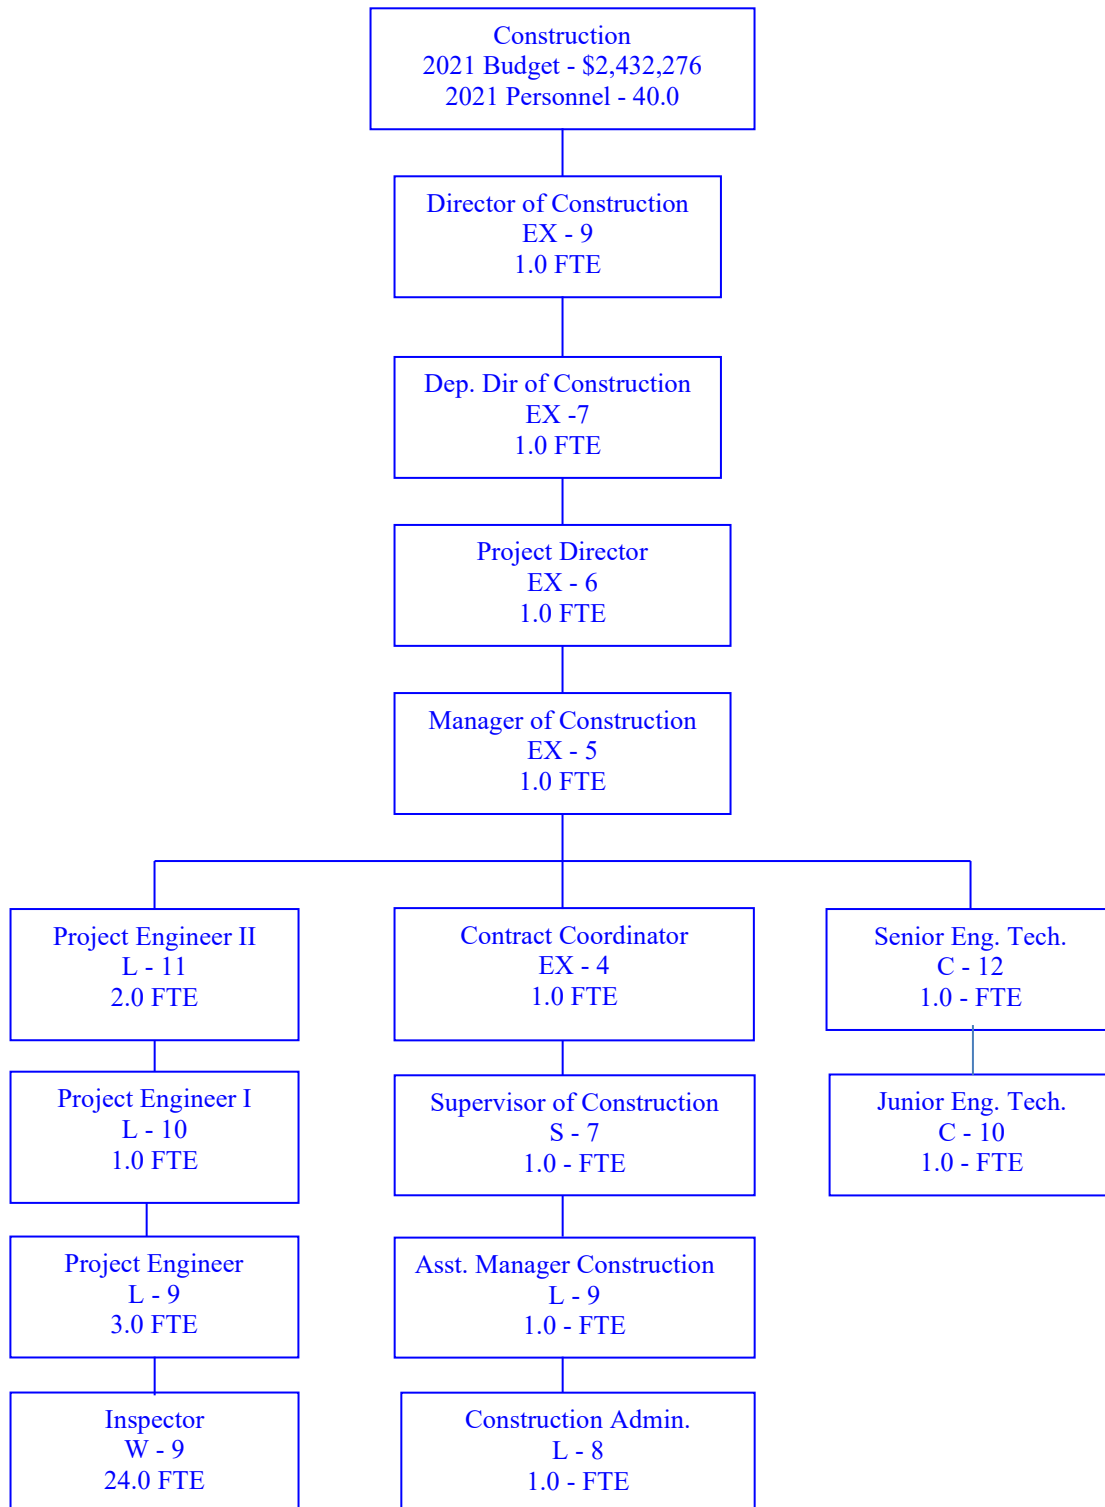 Construction
2021 Budget - $2,432,276
2021 Personnel - 40.0
Director of Construction
EX - 9
1.0 FTE
Dep. Dir of Construction
EX -7
1.0 FTE
Project Director
EX - 6
1.0 FTE
Manager of Construction
EX - 5
1.0 FTE
Project Engineer II
L - 11
2.0 FTE
Contract Coordinator
EX - 4
1.0 FTE
Senior Eng. Tech.
C - 12
1.0 - FTE
Project Engineer I
L - 10
1.0 FTE
Supervisor of Construction
S - 7
1.0 - FTE
Junior Eng. Tech.
C - 10
1.0 - FTE
Project Engineer
L - 9
3.0 FTE
Asst. Manager Construction
L - 9
1.0 - FTE
Inspector
W - 9
24.0 FTE
Construction Admin.
L - 8
1.0 - FTE